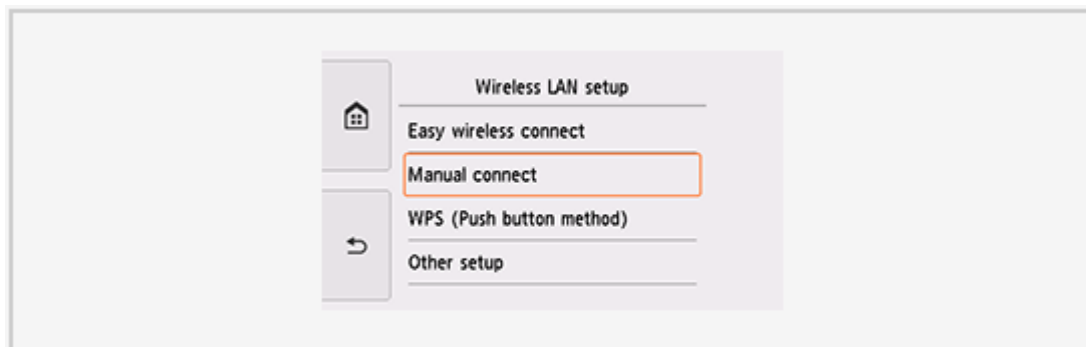 Wireless LAN setup
Easy wireless connect
Manual connect
WPS (Push button method)
Other setup